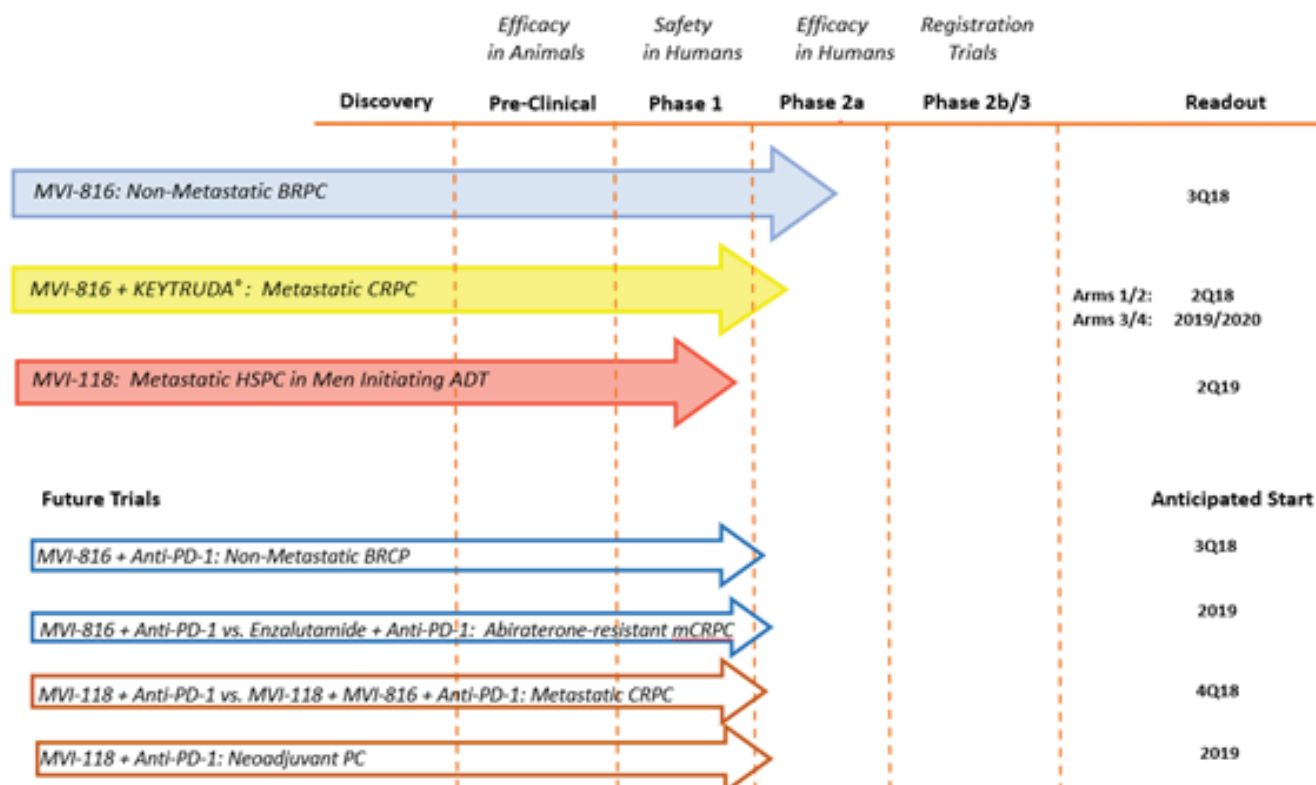 Efficacy in Animals
Safety in Humans
Efficacy in Humans
Registration Trials
Discovery Pre-Clinical Phase 1 Phase 2a Phase 2b/3 Readout
MVI-816: Non-Metastatic BRPC 3Q18
MVI-816 + KEYTRUDA®: Metastatic CRPC
Arms 1/2: 2Q18
Arms 3/4: 2019/2020
MVI-118: Metastatic HSPC in Men Initiating ADT 2Q19
Future Trials Anticipated Start
MVI-816 + Anti-PD-1: Non-Metastatic BRCP 3Q18
MVI-816 + Anti-PD-1 vs. Enzalutamide + Anti-PD-1: Abiraterone-resistant mCRPC 2019
MVI-118 + Anti-PD-1 vs. MVI-118 + MVI-816 + Anti-PD-1: Metastatic CRPC 4Q18
MVI-118 + Anti-PD-1: Neoadjuvant PC 2019